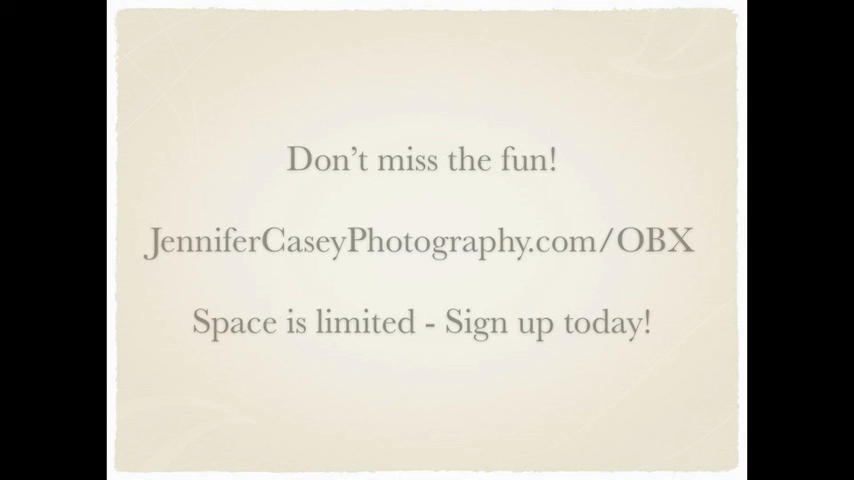 Don’t miss the fun!
JenniferCaseyPhotography.com/OBX
Space is limited - Sign up today!